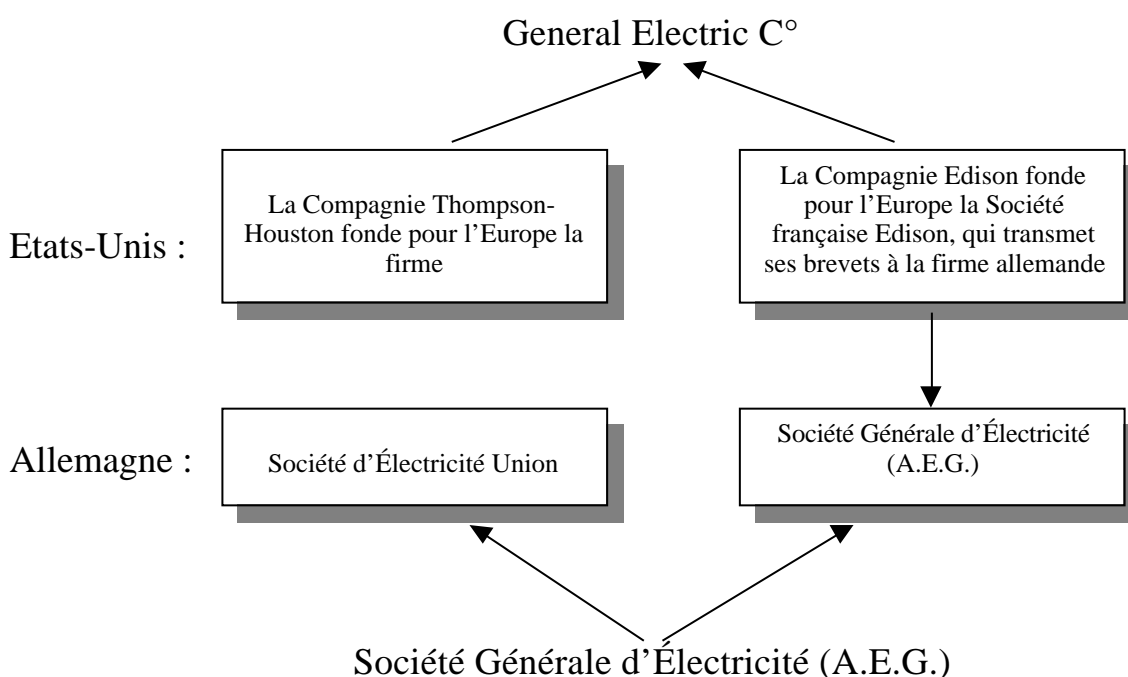 General Electric C°
Etats-Unis :
La Compagnie Thompson-
Houston fonde pour l'Europe la
firme
La Compagnie Edison fonde
pour l'Europe la Société
française Edison, qui transmet
ses brevets à la firme allemande
Allemagne :
Société d'Électricité Union
Société Générale d'Électricité
(A.E.G.)
Société Générale d'Électricité (A.E.G.)